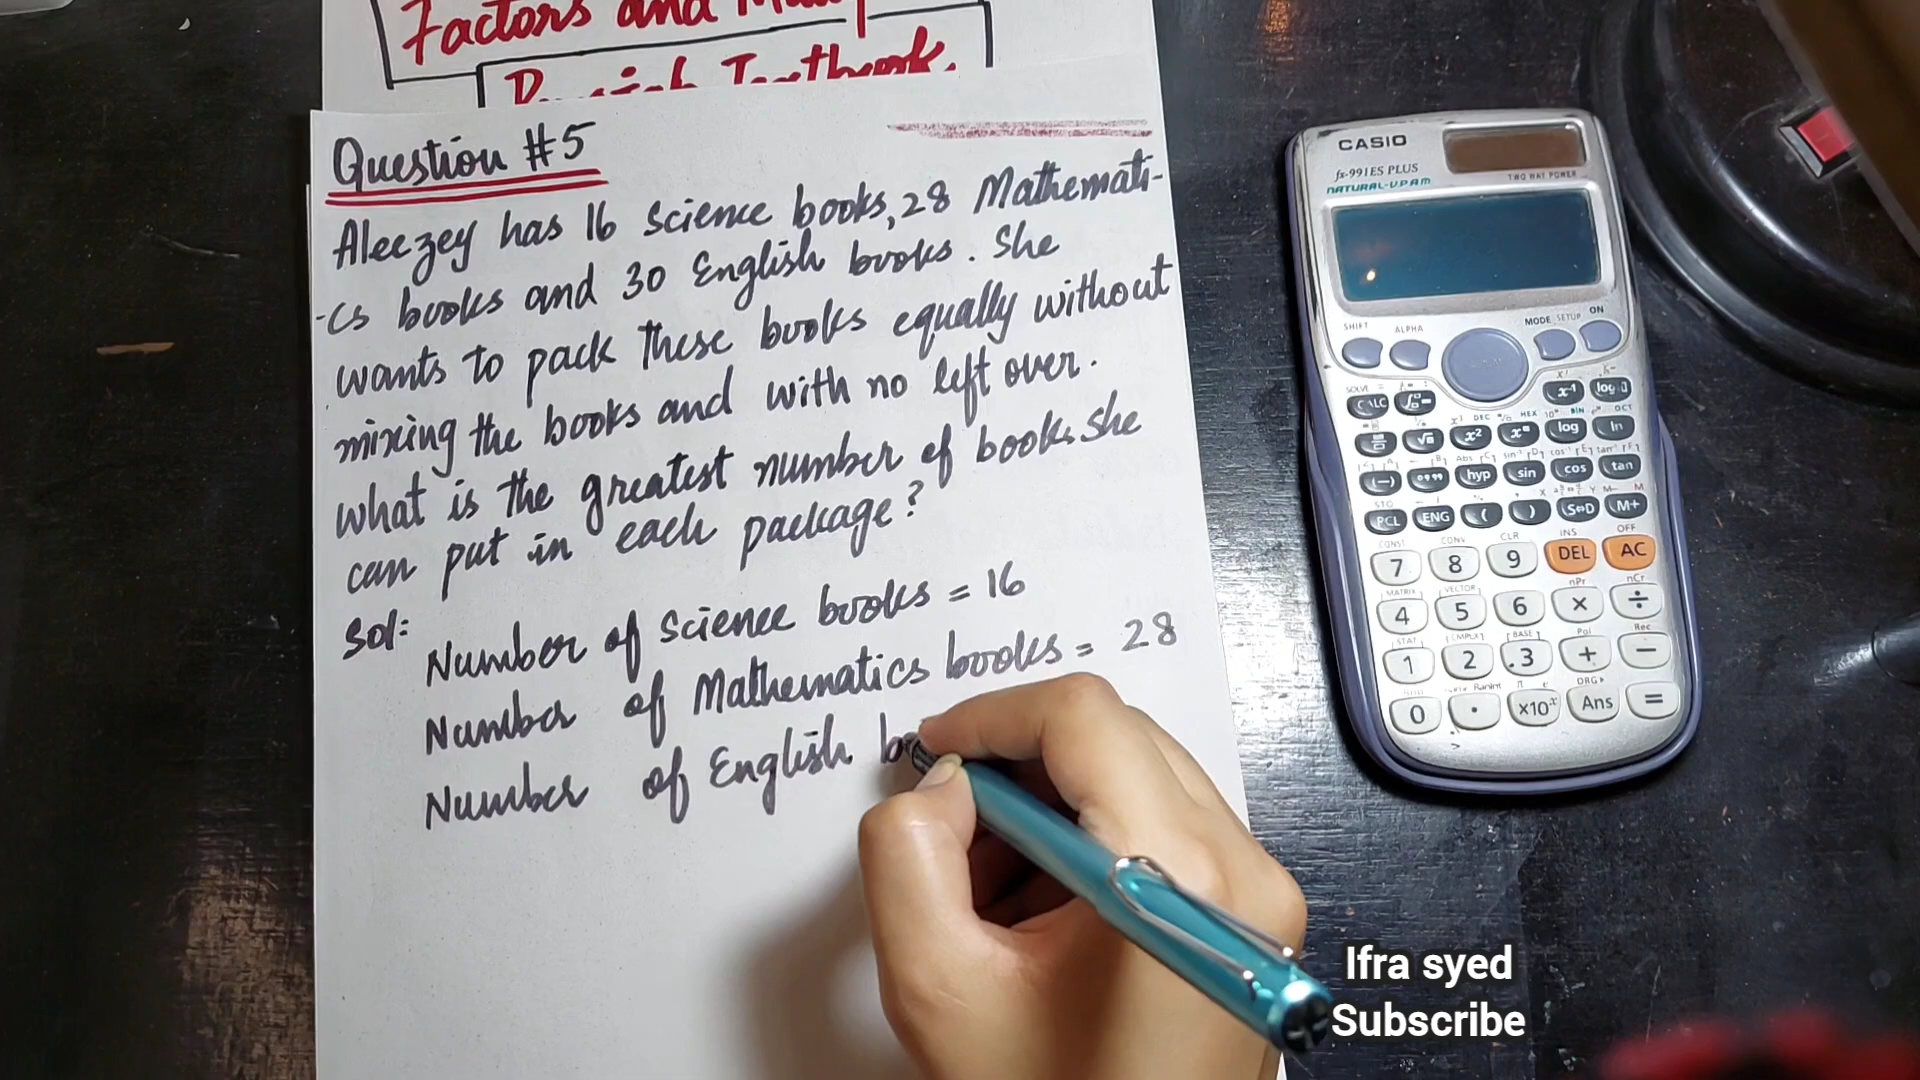 Factors and
Textbook.
Question #5
Aleezey has 16 Science books, 28 Mathemati-
-cs books and 30 English books. She
wants to pack these books equally without
mixing the books and with no left over.
what is the greatest number of books she
can put in each package?
Sol:
Number of Science books = 16
Number of Mathematics books = 28
Number of English bo
CASIO
fx-991ES PLUS
NATURAL-V.P.A.M.
TWO WAY POWER
SHIFT ALPHA MODE SETUP ON
log ln
hyp sin cos tan
ENG ( ) S⇔D M+
7 8 9 DEL AC
4 5 6 × ÷
1 2 3 + −
0 . ×10ˣ Ans =
Ifra syed
Subscribe